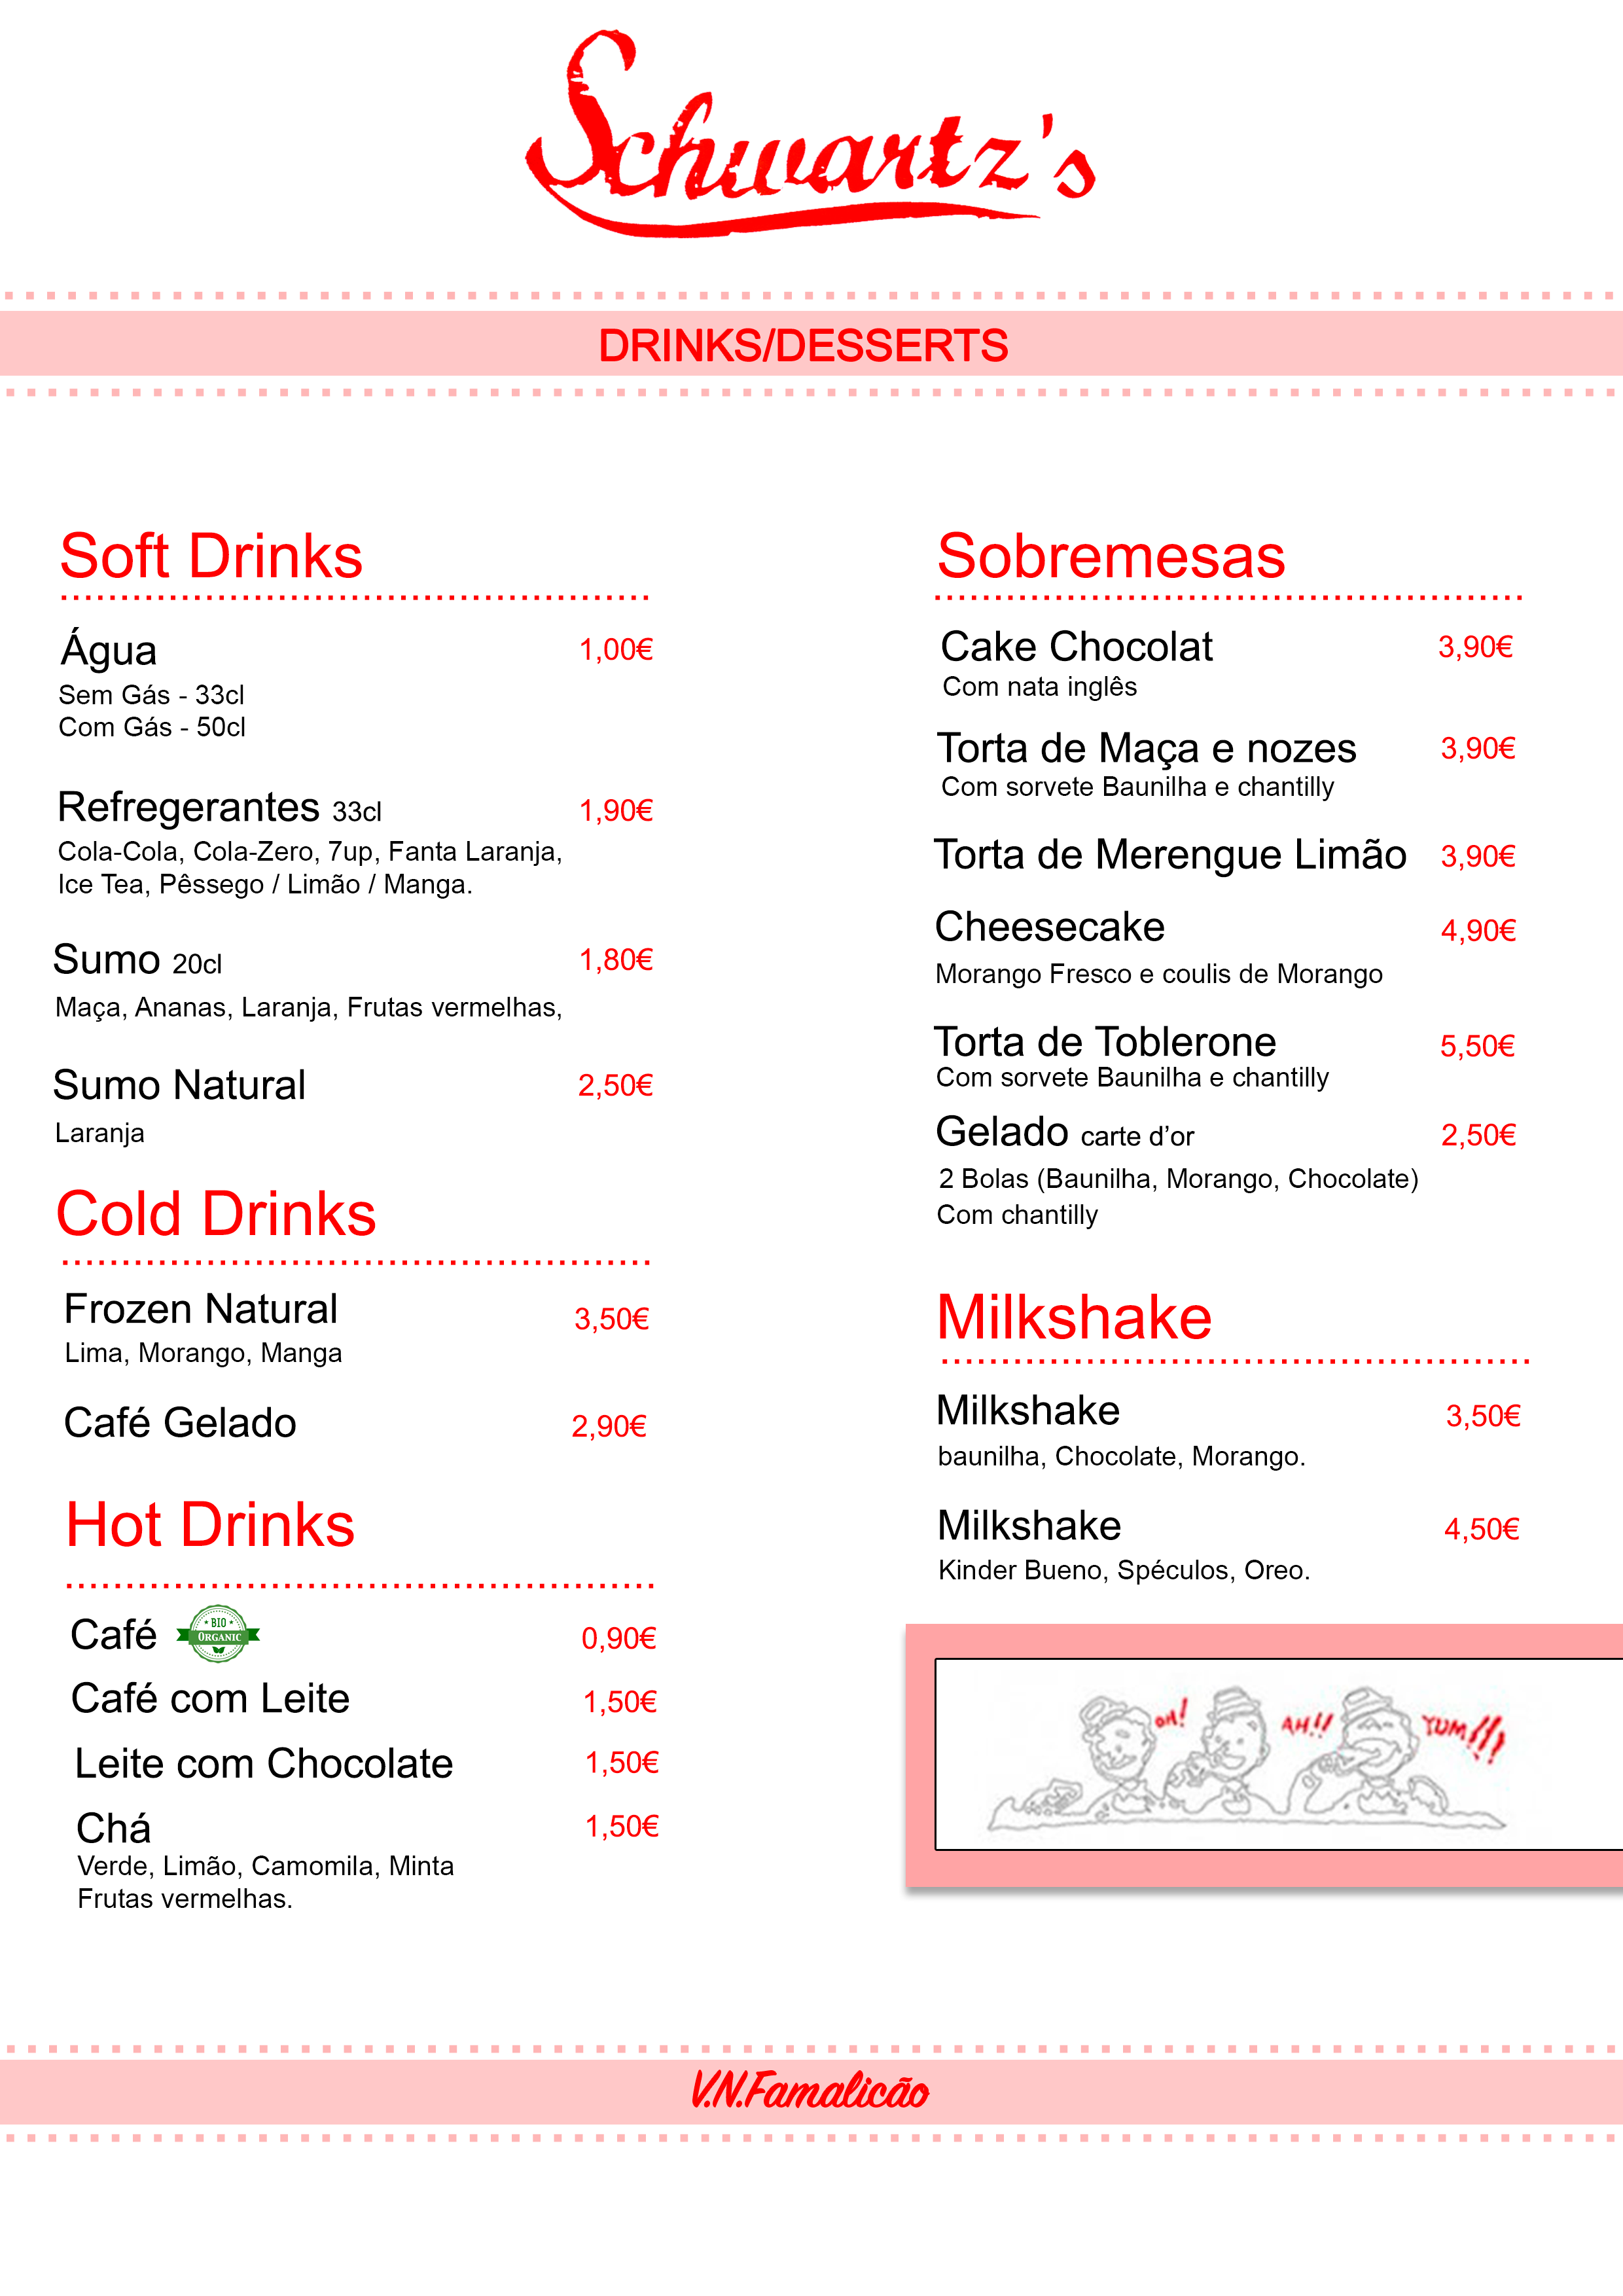 Schwartz's
DRINKS/DESSERTS
Soft Drinks
Água 1,00€
Sem Gás - 33cl
Com Gás - 50cl
Refregerantes 33cl 1,90€
Cola-Cola, Cola-Zero, 7up, Fanta Laranja,
Ice Tea, Pêssego / Limão / Manga.
Sumo 20cl 1,80€
Maça, Ananas, Laranja, Frutas vermelhas,
Sumo Natural 2,50€
Laranja
Cold Drinks
Frozen Natural 3,50€
Lima, Morango, Manga
Café Gelado 2,90€
Hot Drinks
Café BIO ORGANIC 0,90€
Café com Leite 1,50€
Leite com Chocolate 1,50€
Chá 1,50€
Verde, Limão, Camomila, Minta
Frutas vermelhas.
Sobremesas
Cake Chocolat 3,90€
Com nata inglês
Torta de Maça e nozes 3,90€
Com sorvete Baunilha e chantilly
Torta de Merengue Limão 3,90€
Cheesecake 4,90€
Morango Fresco e coulis de Morango
Torta de Toblerone 5,50€
Com sorvete Baunilha e chantilly
Gelado carte d'or 2,50€
2 Bolas (Baunilha, Morango, Chocolate)
Com chantilly
Milkshake
Milkshake 3,50€
baunilha, Chocolate, Morango.
Milkshake 4,50€
Kinder Bueno, Spéculos, Oreo.
OH! AH!! YUM!!!
V.N.Famalicão